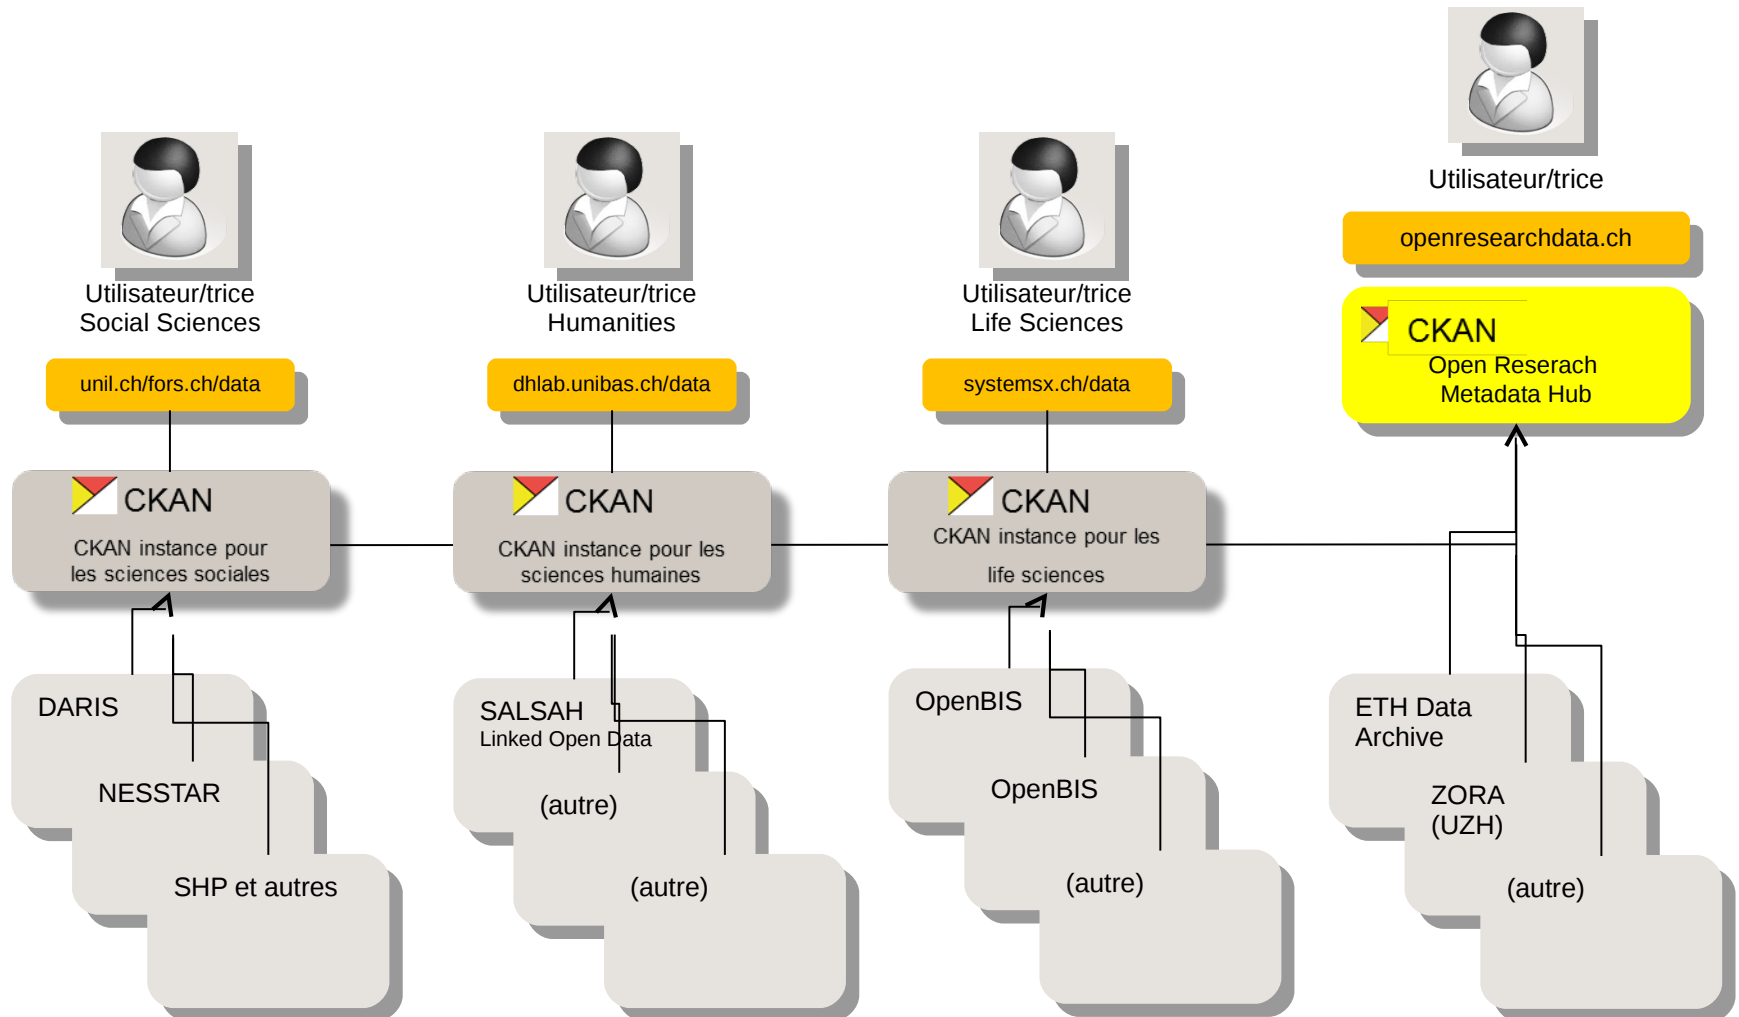 Utilisateur/trice
Social Sciences
unil.ch/fors.ch/data
CKAN
CKAN instance pour
les sciences sociales
DARIS
NESSTAR
SHP et autres
Utilisateur/trice
Humanities
dhlab.unibas.ch/data
CKAN
CKAN instance pour les
sciences humaines
SALSAH
Linked Open Data
(autre)
(autre)
Utilisateur/trice
Life Sciences
systemsx.ch/data
CKAN
CKAN instance pour les
life sciences
OpenBIS
OpenBIS
(autre)
Utilisateur/trice
openresearchdata.ch
CKAN
Open Reserach
Metadata Hub
ETH Data
Archive
ZORA
(UZH)
(autre)